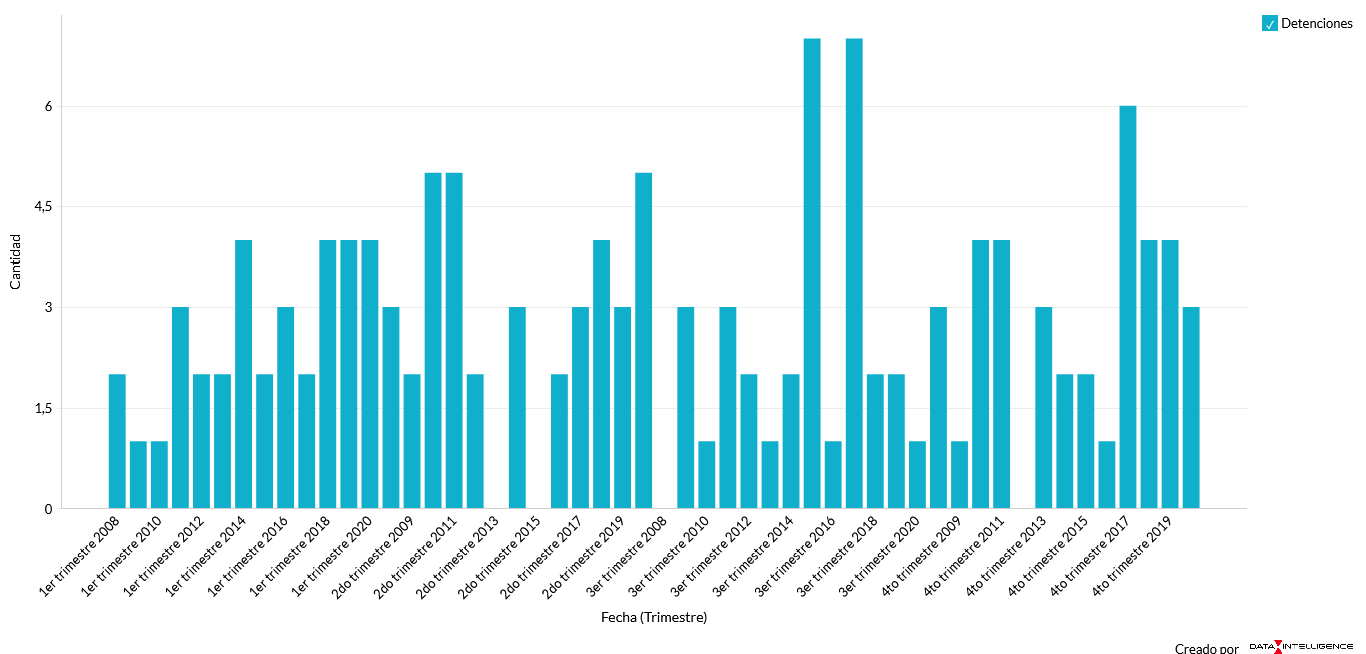 Detenciones
Cantidad
6
4,5
3
1,5
0
1er trimestre 2008
1er trimestre 2010
1er trimestre 2012
1er trimestre 2014
1er trimestre 2016
1er trimestre 2018
1er trimestre 2020
2do trimestre 2009
2do trimestre 2011
2do trimestre 2013
2do trimestre 2015
2do trimestre 2017
2do trimestre 2019
3er trimestre 2008
3er trimestre 2010
3er trimestre 2012
3er trimestre 2014
3er trimestre 2016
3er trimestre 2018
3er trimestre 2020
4to trimestre 2009
4to trimestre 2011
4to trimestre 2013
4to trimestre 2015
4to trimestre 2017
4to trimestre 2019
Fecha (Trimestre)
Creado por DATA INTELLIGENCE